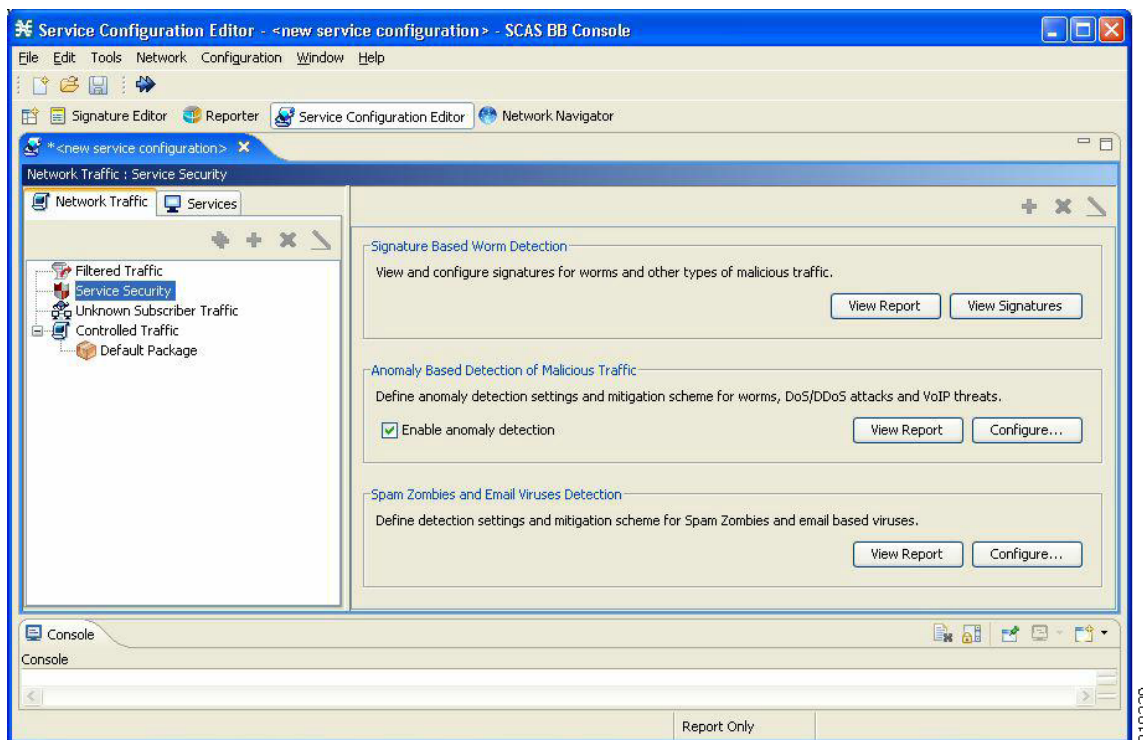 Service Configuration Editor - <new service configuration> - SCAS BB Console
File Edit Tools Network Configuration Window Help
Signature Editor Reporter Service Configuration Editor Network Navigator
*<new service configuration>
Network Traffic : Service Security
Network Traffic Services
Filtered Traffic
Service Security
Unknown Subscriber Traffic
Controlled Traffic
Default Package
Signature Based Worm Detection
View and configure signatures for worms and other types of malicious traffic.
View Report View Signatures
Anomaly Based Detection of Malicious Traffic
Define anomaly detection settings and mitigation scheme for worms, DoS/DDoS attacks and VoIP threats.
Enable anomaly detection View Report Configure...
Spam Zombies and Email Viruses Detection
Define detection settings and mitigation scheme for Spam Zombies and email based viruses.
View Report Configure...
Console
Console
Report Only